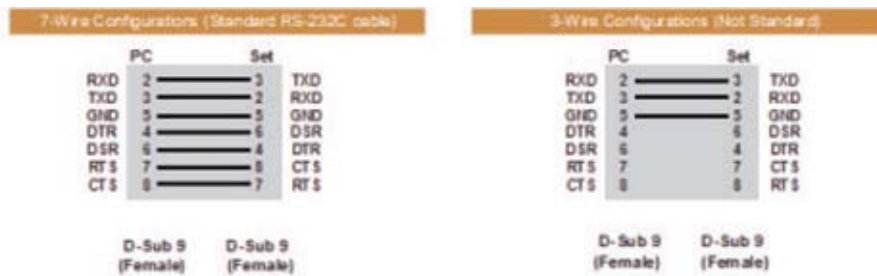 7-Wire Configurations (Standard RS-232C cable)
PC Set
RXD 2 3 TXD
TXD 3 2 RXD
GND 5 5 GND
DTR 4 6 DSR
DSR 6 4 DTR
RTS 7 8 CTS
CTS 8 7 RTS
D-Sub 9 D-Sub 9
(Female) (Female)
3-Wire Configurations (Not Standard)
PC Set
RXD 2 3 TXD
TXD 3 2 RXD
GND 5 5 GND
DTR 4 6 DSR
DSR 6 4 DTR
RTS 7 8 CTS
CTS 8 7 RTS
D-Sub 9 D-Sub 9
(Female) (Female)